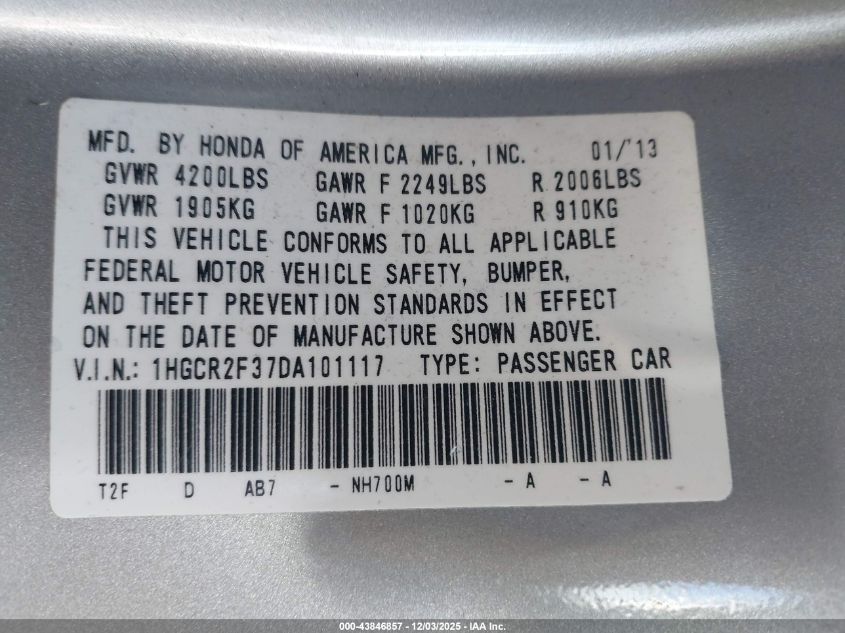 MFD. BY HONDA OF AMERICA MFG., INC. 01/'13
GVWR 4200LBS GAWR F 2249LBS R 2006LBS
GVWR 1905KG GAWR F 1020KG R 910KG
THIS VEHICLE CONFORMS TO ALL APPLICABLE
FEDERAL MOTOR VEHICLE SAFETY, BUMPER,
AND THEFT PREVENTION STANDARDS IN EFFECT
ON THE DATE OF MANUFACTURE SHOWN ABOVE.
V.I.N.: 1HGCR2F37DA101117 TYPE: PASSENGER CAR
T2F D AB7 - NH700M - A - A
000-43846857 - 12/03/2025 - IAA Inc.